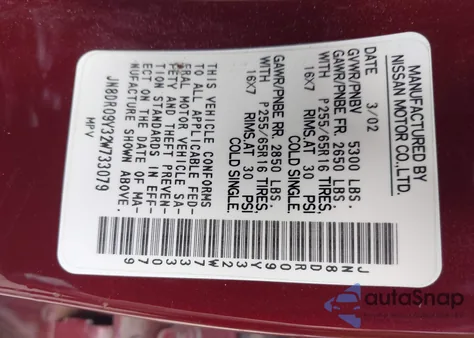 MANUFACTURED BY
NISSAN MOTOR CO.,LTD.
DATE 3/02
GVWR/PNBV 5300 LBS.
GAWR/PNBE FR. 2850 LBS.
WITH P255/65R16 TIRES,
16X7 RIMS,AT 30 PSI
COLD SINGLE.
GAWR/PNBE RR. 2850 LBS.
WITH P255/65R16 TIRES,
16X7 RIMS,AT 30 PSI
COLD SINGLE.
THIS VEHICLE CONFORMS
TO ALL APPLICABLE FED-
ERAL MOTOR VEHICLE SA-
FETY AND THEFT PREVEN-
TION STANDARDS IN EFF-
ECT ON THE DATE OF MA-
NUFACTURE SHOWN ABOVE.
JN8DR09Y32W733079
MPV
JN8DR09Y32W733079
autoSnap